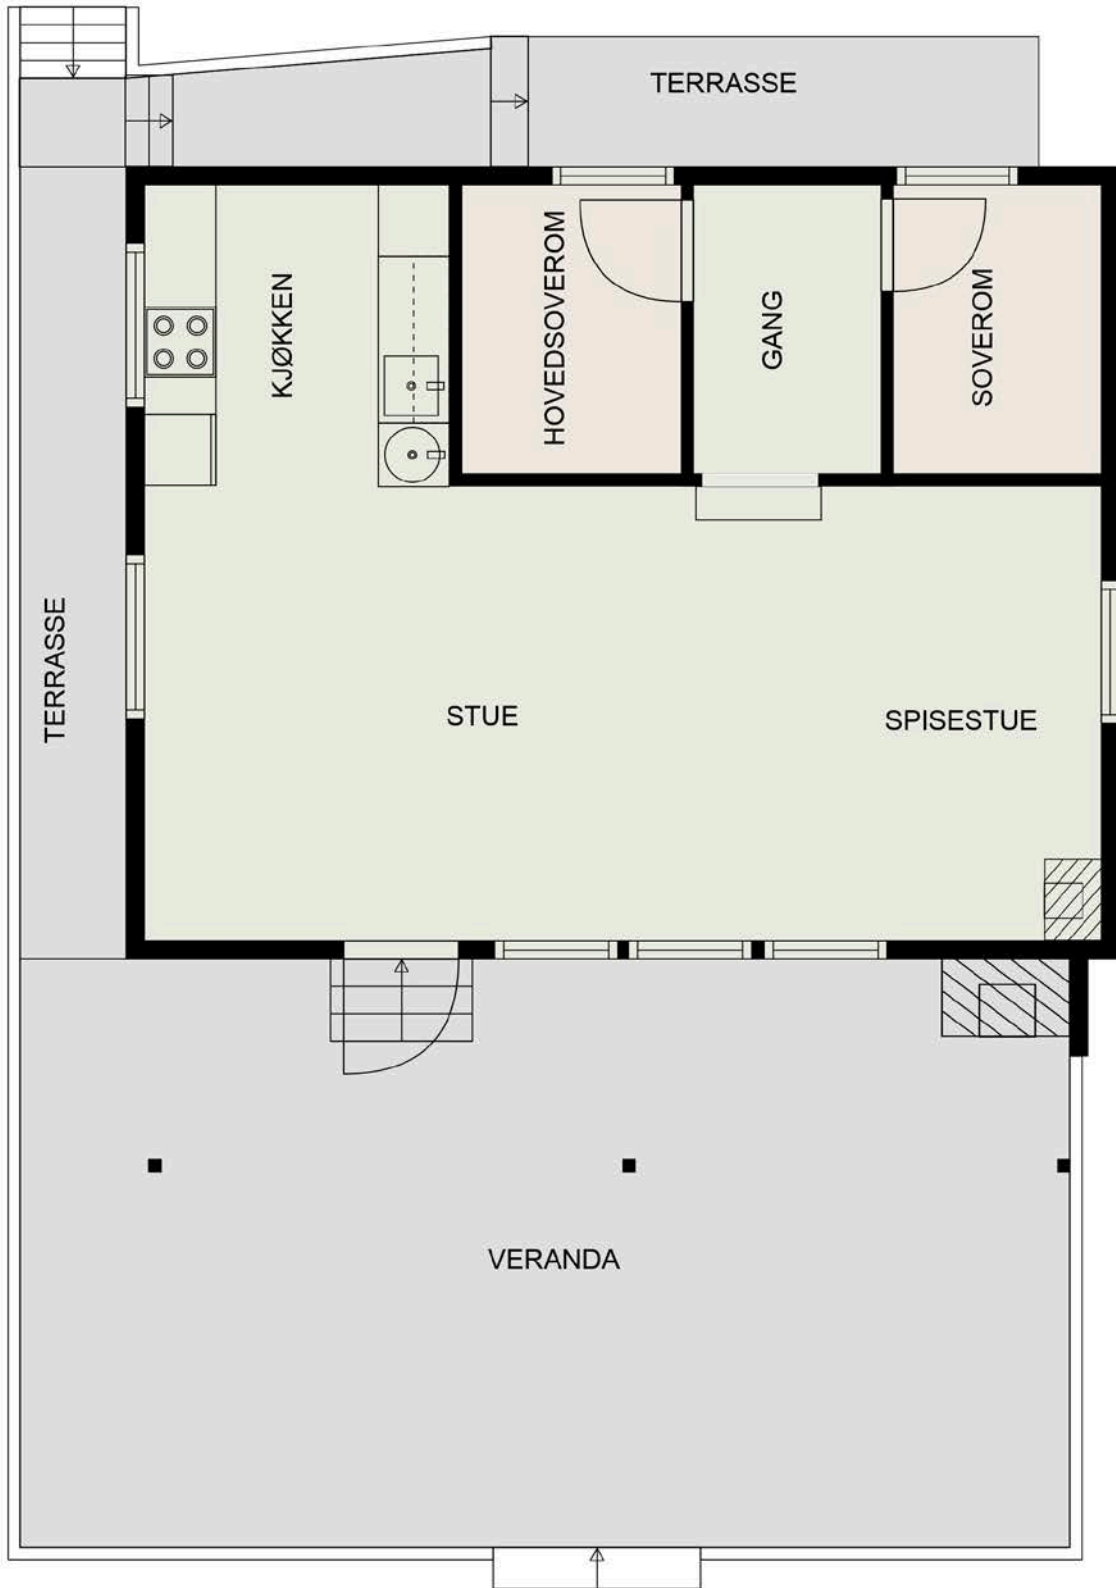 TERRASSE
KJØKKEN
HOVEDSOVEROM
GANG
SOVEROM
TERRASSE
STUE
SPISESTUE
VERANDA